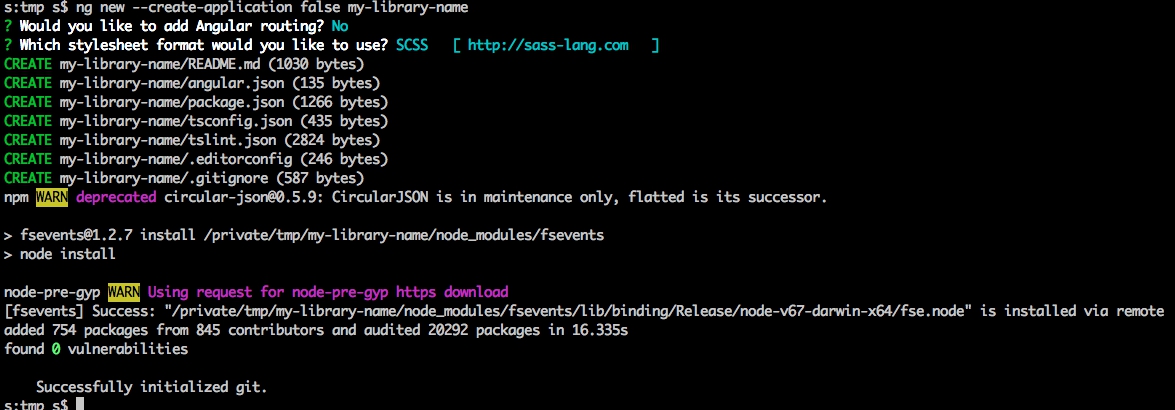 s:tmp s$ ng new --create-application false my-library-name
? Would you like to add Angular routing? No
? Which stylesheet format would you like to use? SCSS   [ http://sass-lang.com   ]
CREATE my-library-name/README.md (1030 bytes)
CREATE my-library-name/angular.json (135 bytes)
CREATE my-library-name/package.json (1266 bytes)
CREATE my-library-name/tsconfig.json (435 bytes)
CREATE my-library-name/tslint.json (2824 bytes)
CREATE my-library-name/.editorconfig (246 bytes)
CREATE my-library-name/.gitignore (587 bytes)
npm WARN deprecated circular-json@0.5.9: CircularJSON is in maintenance only, flatted is its successor.
> fsevents@1.2.7 install /private/tmp/my-library-name/node_modules/fsevents
> node install
node-pre-gyp WARN Using request for node-pre-gyp https download
[fsevents] Success: "/private/tmp/my-library-name/node_modules/fsevents/lib/binding/Release/node-v67-darwin-x64/fse.node" is installed via remote
added 754 packages from 845 contributors and audited 20292 packages in 16.335s
found 0 vulnerabilities
    Successfully initialized git.
s:tmp s$